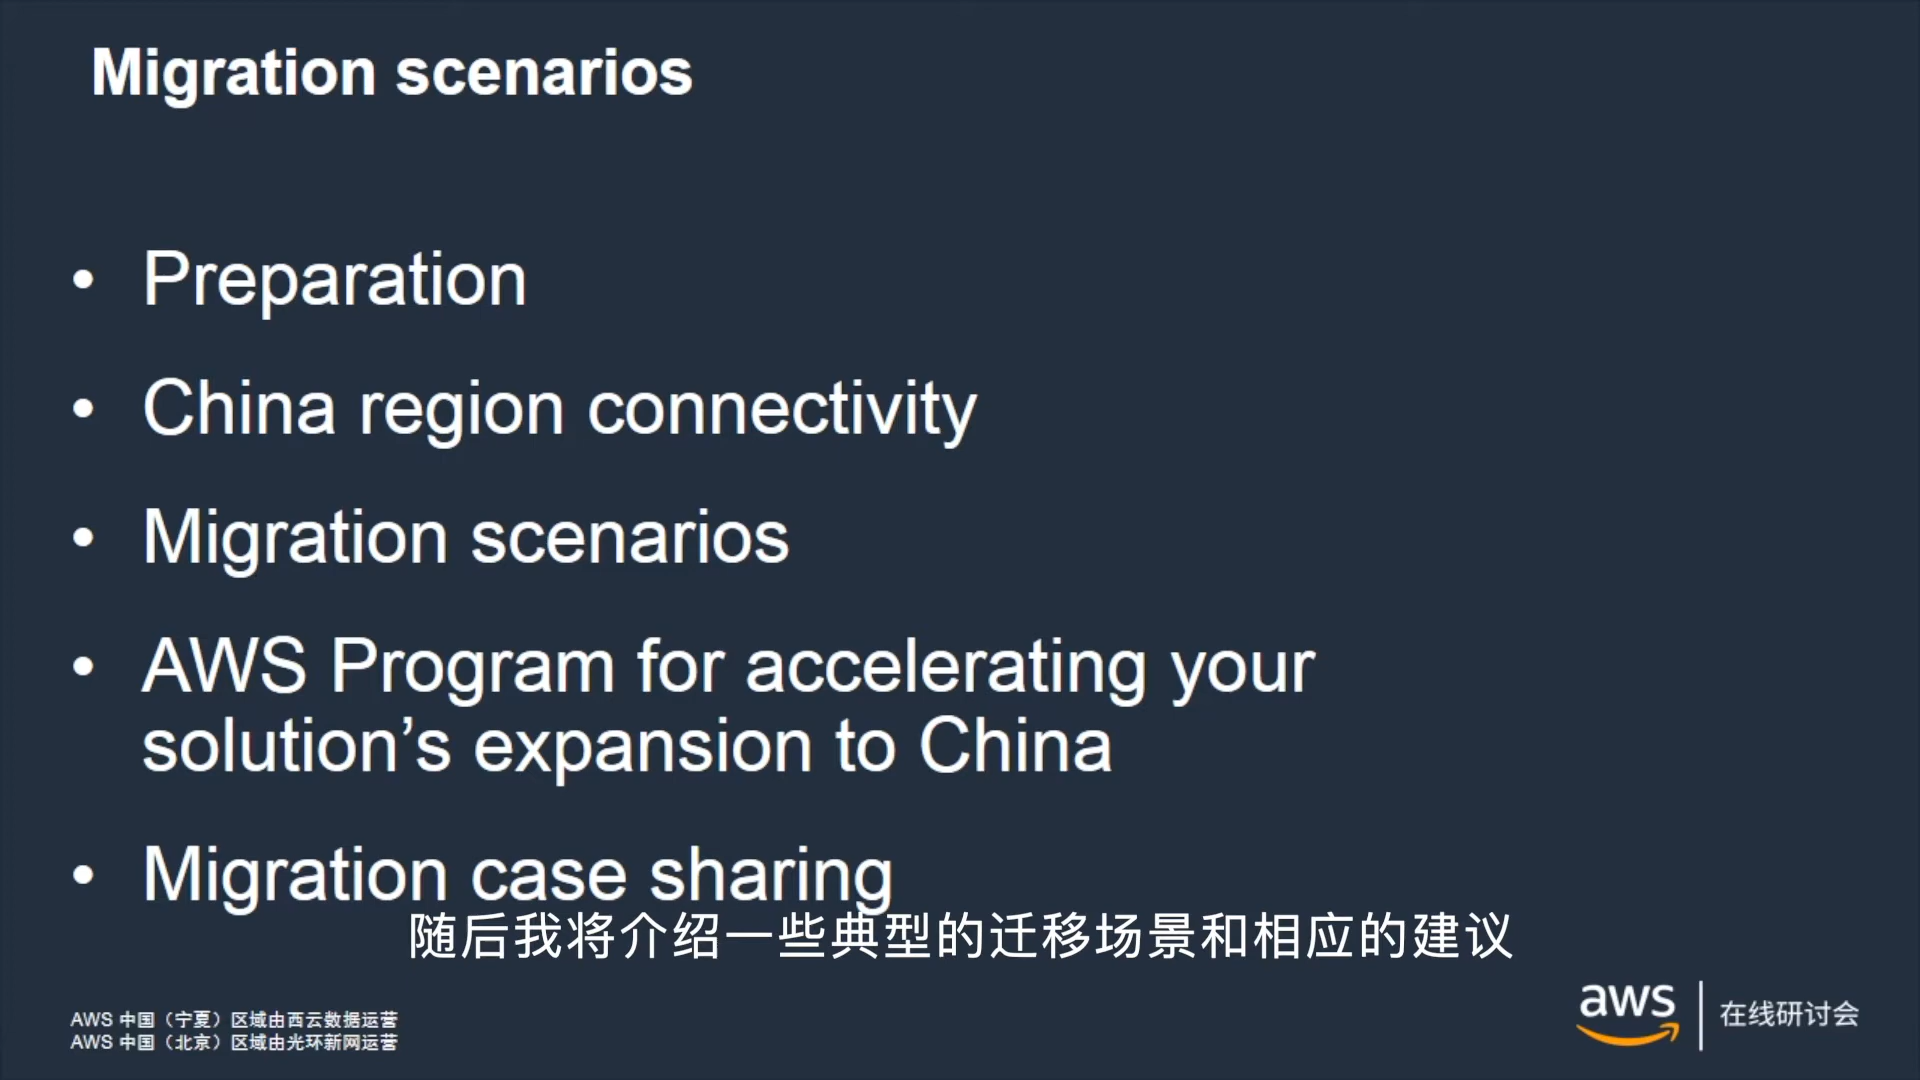 Migration scenarios
• Preparation
• China region connectivity
• Migration scenarios
• AWS Program for accelerating your
solution’s expansion to China
• Migration case sharing
随后我将介绍一些典型的迁移场景和相应的建议
AWS 中国（宁夏）区域由西云数据运营
AWS 中国（北京）区域由光环新网运营
aws 在线研讨会